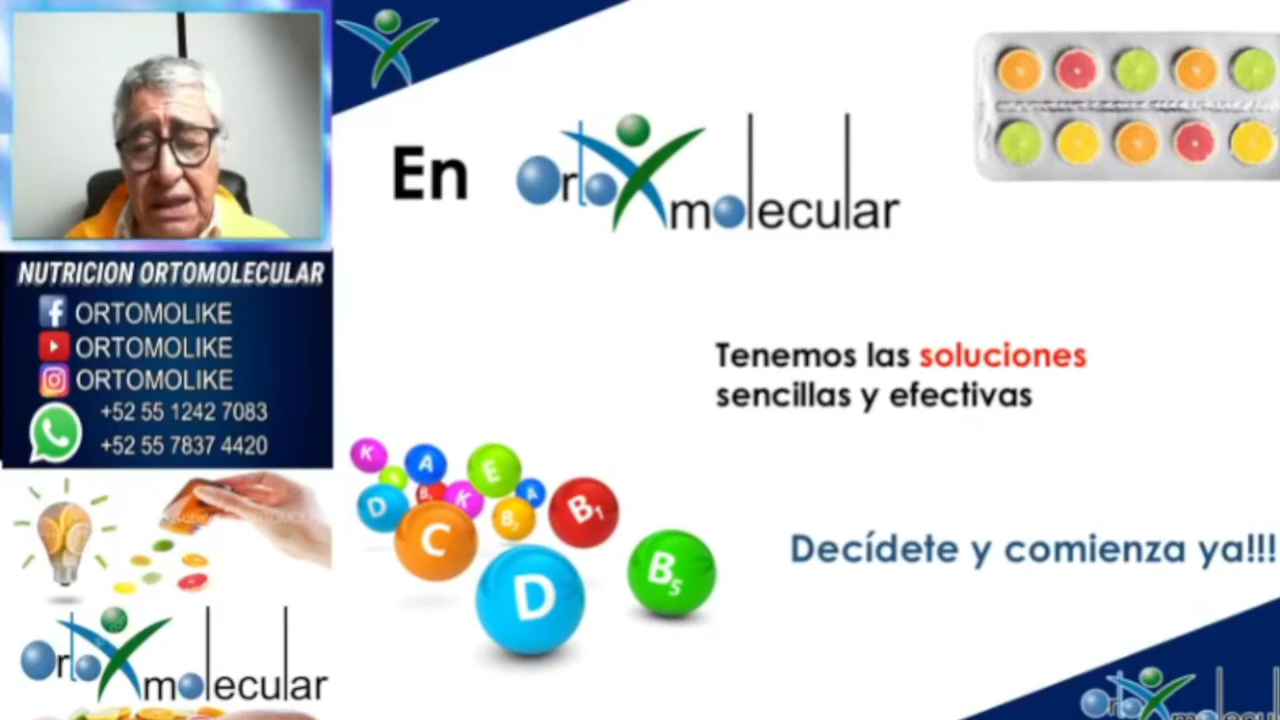 En Ortomolecular
NUTRICION ORTOMOLECULAR
ORTOMOLIKE
ORTOMOLIKE
ORTOMOLIKE
+52 55 1242 7083
+52 55 7837 4420
Tenemos las soluciones
sencillas y efectivas
K
A
E
D
K
A
B1
C
D
B5
Decídete y comienza ya!!!
Ortomolecular
Ortomolecular